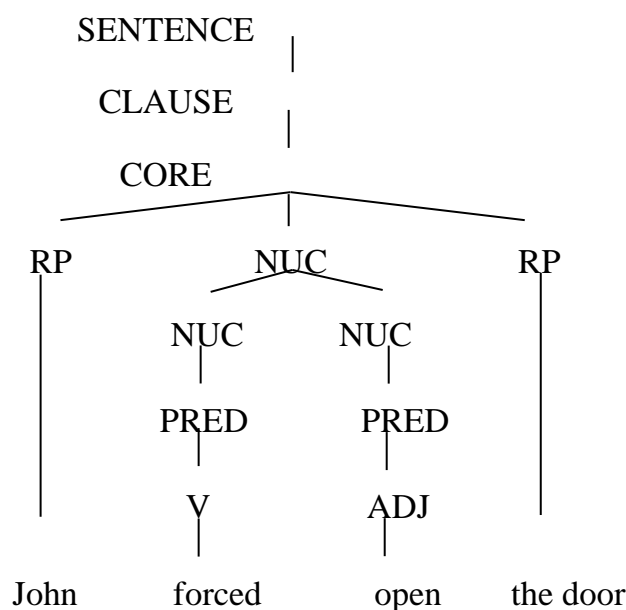 SENTENCE
CLAUSE
CORE
RP NUC RP
NUC NUC
PRED PRED
V ADJ
John forced open the door